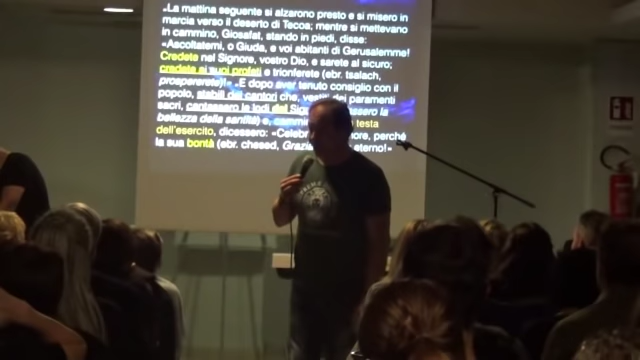 «La mattina seguente si alzarono presto e si misero in
marcia verso il deserto di Tecoa; mentre si mettevano
in cammino, Giosafat, stando in piedi, disse:
«Ascoltatemi, o Giuda, e voi abitanti di Gerusalemme!
Credete nel Signore, vostro Dio, e sarete al sicuro;
credete ai suoi profeti e trionferete (ebr. tsalach,
prospererete)!» E dopo aver tenuto consiglio con il
popolo, stabilì dei cantori che, vestiti dei paramenti
sacri, cantassero le lodi del
bellezza della santità) e, testa
dell'esercito, dicessero: perché
la sua bontà (ebr. chesed, eterno!»